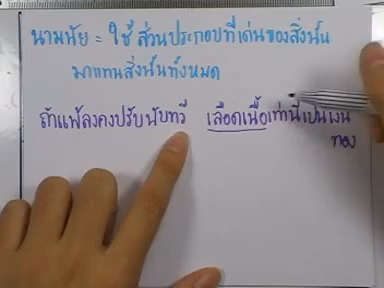 นามนัย = ใช้ส่วนประกอบที่เด่นของสิ่งนั้น
มาแทนสิ่งนั้นทั้งหมด
ถ้าแพ้ลงคงปรับนับทวี เลือดเนื้อเท่านี้เป็นเงิน
ทอง